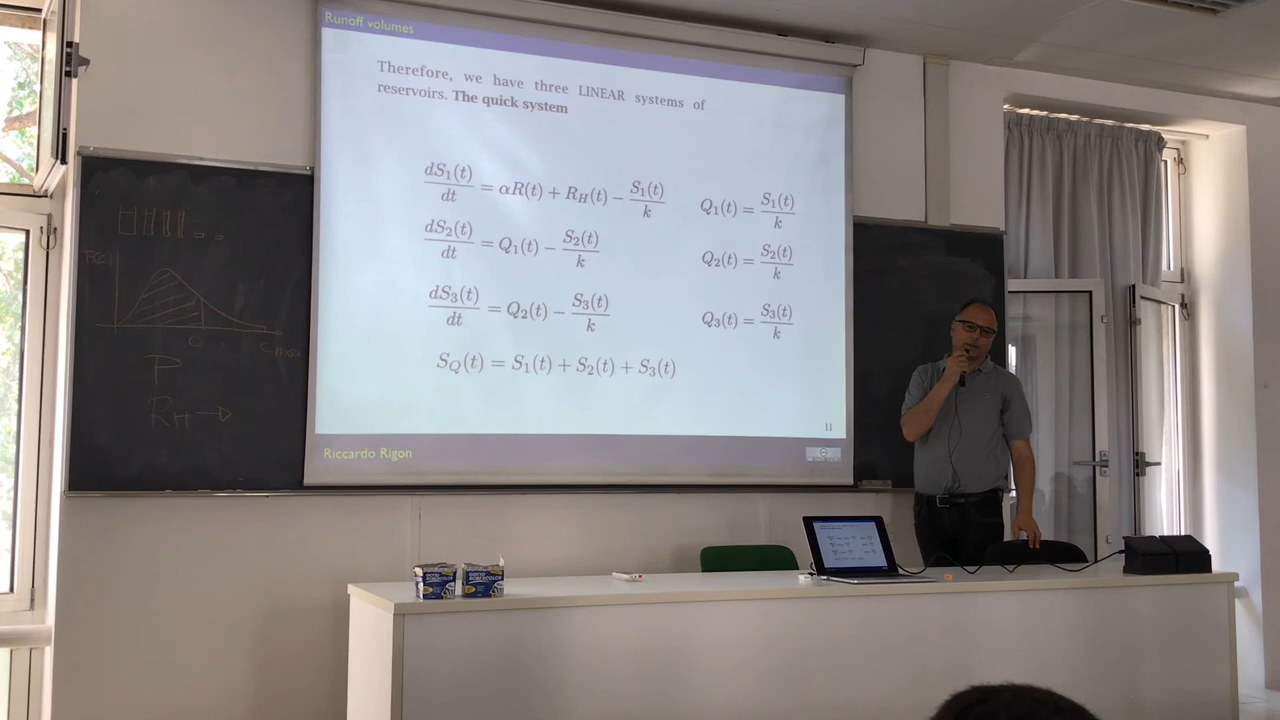 Runoff volumes
Therefore, we have three LINEAR systems of
reservoirs. The quick system
dS₁(t)/dt = αR(t) + R_H(t) − S₁(t)/k    Q₁(t) = S₁(t)/k
dS₂(t)/dt = Q₁(t) − S₂(t)/k    Q₂(t) = S₂(t)/k
dS₃(t)/dt = Q₂(t) − S₃(t)/k    Q₃(t) = S₃(t)/k
S_Q(t) = S₁(t) + S₂(t) + S₃(t)
11
Riccardo Rigon
P
R_H →
ROBERCOLOR
ROBERCOLOR